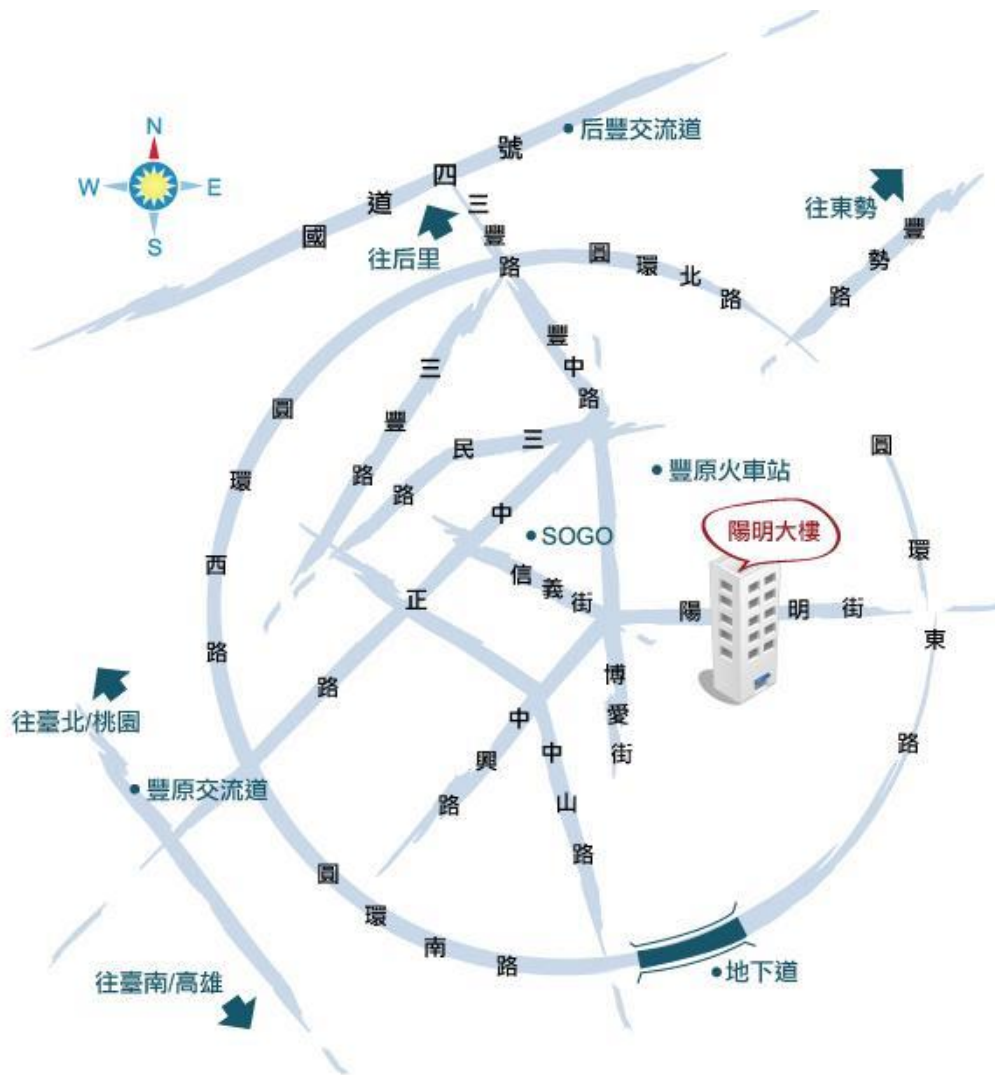 后豐交流道
國道四號
N
W
E
S
往后里
三豐路
往東勢
豐勢路
圓環北路
豐中路
三豐路
三民路
圓環西路
中正路
豐原火車站
SOGO
信義街
陽明大樓
陽明街
圓環東路
博愛街
中興路
中山路
往臺北/桃園
豐原交流道
圓環南路
地下道
往臺南/高雄